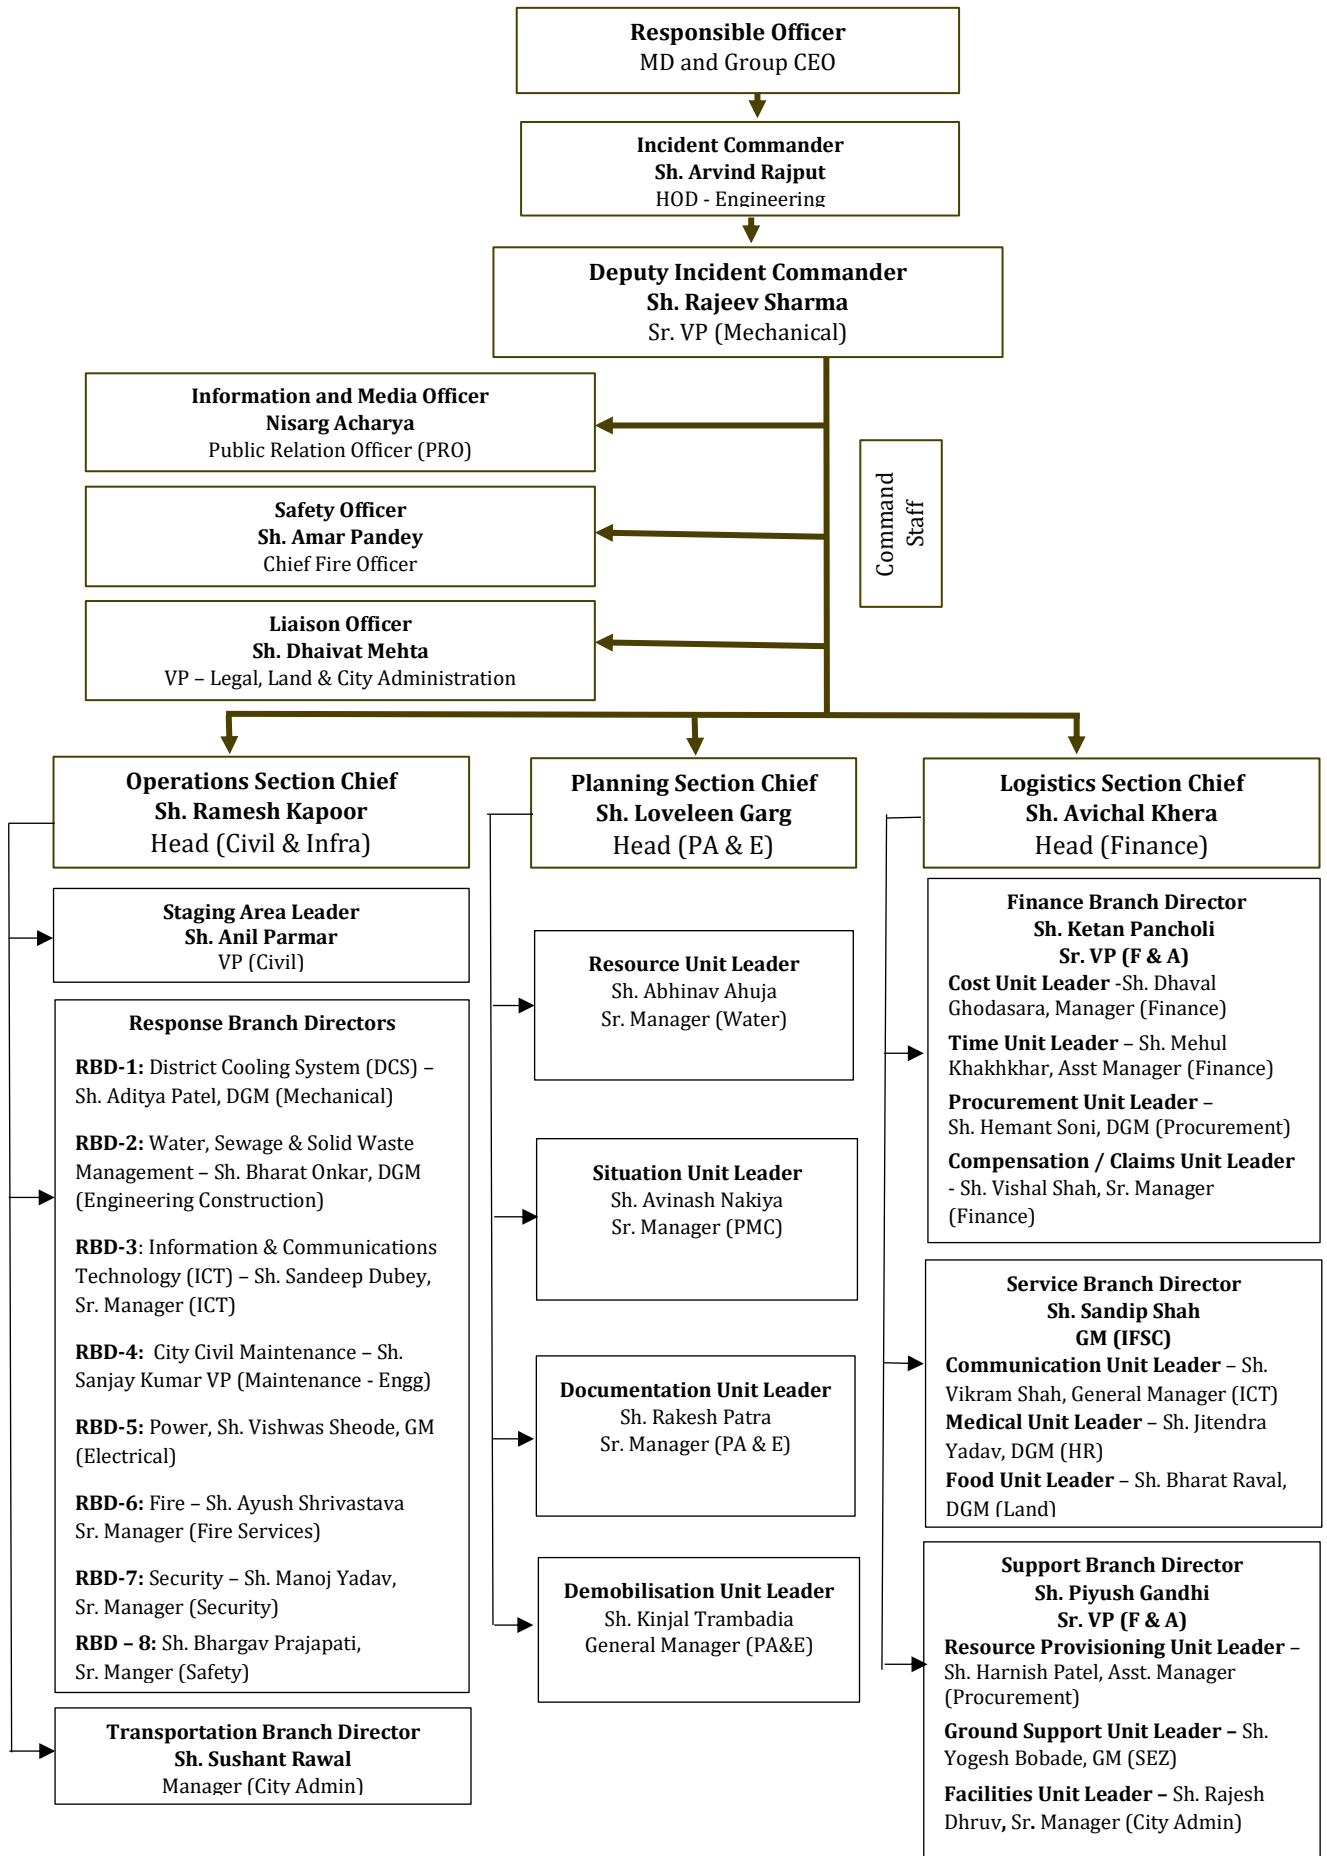 Responsible Officer
MD and Group CEO
Incident Commander
Sh. Arvind Rajput
HOD - Engineering
Deputy Incident Commander
Sh. Rajeev Sharma
Sr. VP (Mechanical)
Information and Media Officer
Nisarg Acharya
Public Relation Officer (PRO)
Command
Staff
Safety Officer
Sh. Amar Pandey
Chief Fire Officer
Liaison Officer
Sh. Dhaivat Mehta
VP – Legal, Land & City Administration
Operations Section Chief
Sh. Ramesh Kapoor
Head (Civil & Infra)
Staging Area Leader
Sh. Anil Parmar
VP (Civil)
Response Branch Directors
RBD-1: District Cooling System (DCS) –
Sh. Aditya Patel, DGM (Mechanical)
RBD-2: Water, Sewage & Solid Waste
Management – Sh. Bharat Onkar, DGM
(Engineering Construction)
RBD-3: Information & Communications
Technology (ICT) – Sh. Sandeep Dubey,
Sr. Manager (ICT)
RBD-4: City Civil Maintenance – Sh.
Sanjay Kumar VP (Maintenance - Engg)
RBD-5: Power, Sh. Vishwas Sheode, GM
(Electrical)
RBD-6: Fire – Sh. Ayush Shrivastava
Sr. Manager (Fire Services)
RBD-7: Security – Sh. Manoj Yadav,
Sr. Manager (Security)
RBD – 8: Sh. Bhargav Prajapati,
Sr. Manger (Safety)
Transportation Branch Director
Sh. Sushant Rawal
Manager (City Admin)
Planning Section Chief
Sh. Loveleen Garg
Head (PA & E)
Resource Unit Leader
Sh. Abhinav Ahuja
Sr. Manager (Water)
Situation Unit Leader
Sh. Avinash Nakiya
Sr. Manager (PMC)
Documentation Unit Leader
Sh. Rakesh Patra
Sr. Manager (PA & E)
Demobilisation Unit Leader
Sh. Kinjal Trambadia
General Manager (PA&E)
Logistics Section Chief
Sh. Avichal Khera
Head (Finance)
Finance Branch Director
Sh. Ketan Pancholi
Sr. VP (F & A)
Cost Unit Leader -Sh. Dhaval
Ghodasara, Manager (Finance)
Time Unit Leader – Sh. Mehul
Khakhkhar, Asst Manager (Finance)
Procurement Unit Leader –
Sh. Hemant Soni, DGM (Procurement)
Compensation / Claims Unit Leader
- Sh. Vishal Shah, Sr. Manager
(Finance)
Service Branch Director
Sh. Sandip Shah
GM (IFSC)
Communication Unit Leader – Sh.
Vikram Shah, General Manager (ICT)
Medical Unit Leader – Sh. Jitendra
Yadav, DGM (HR)
Food Unit Leader – Sh. Bharat Raval,
DGM (Land)
Support Branch Director
Sh. Piyush Gandhi
Sr. VP (F & A)
Resource Provisioning Unit Leader –
Sh. Harnish Patel, Asst. Manager
(Procurement)
Ground Support Unit Leader – Sh.
Yogesh Bobade, GM (SEZ)
Facilities Unit Leader – Sh. Rajesh
Dhruv, Sr. Manager (City Admin)